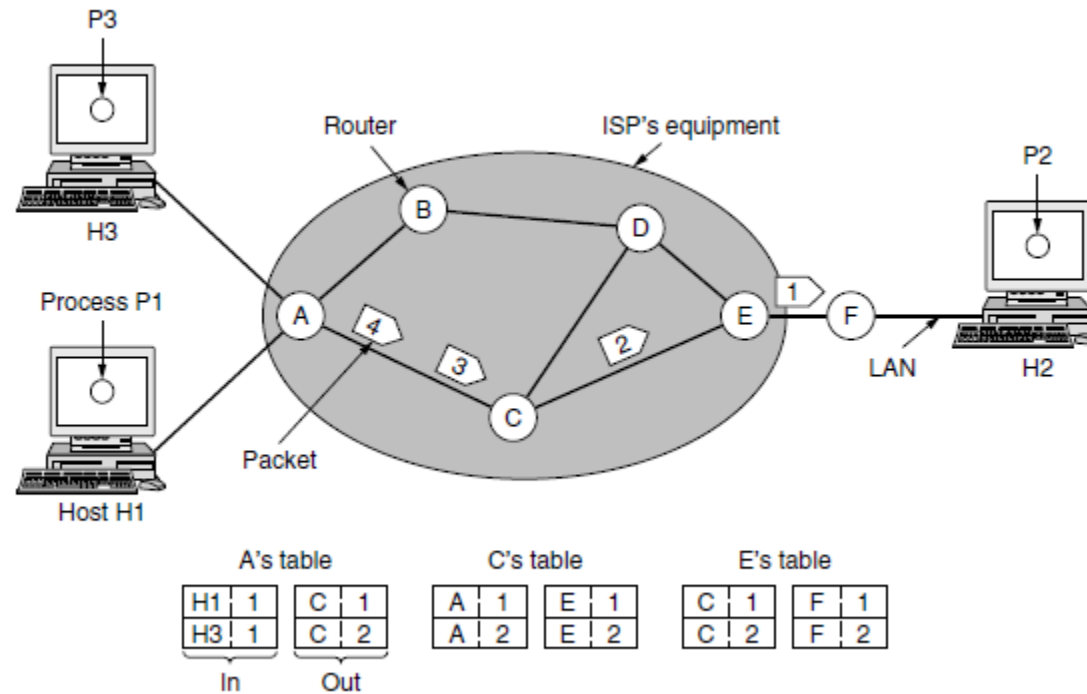 P3
Router
ISP's equipment
P2
B
D
H3
1
Process P1
A
4
E
F
2
3
LAN
H2
C
Packet
Host H1
A's table
C's table
E's table
H1 1 C 1 A 1 E 1 C 1 F 1
H3 1 C 2 A 2 E 2 C 2 F 2
In Out